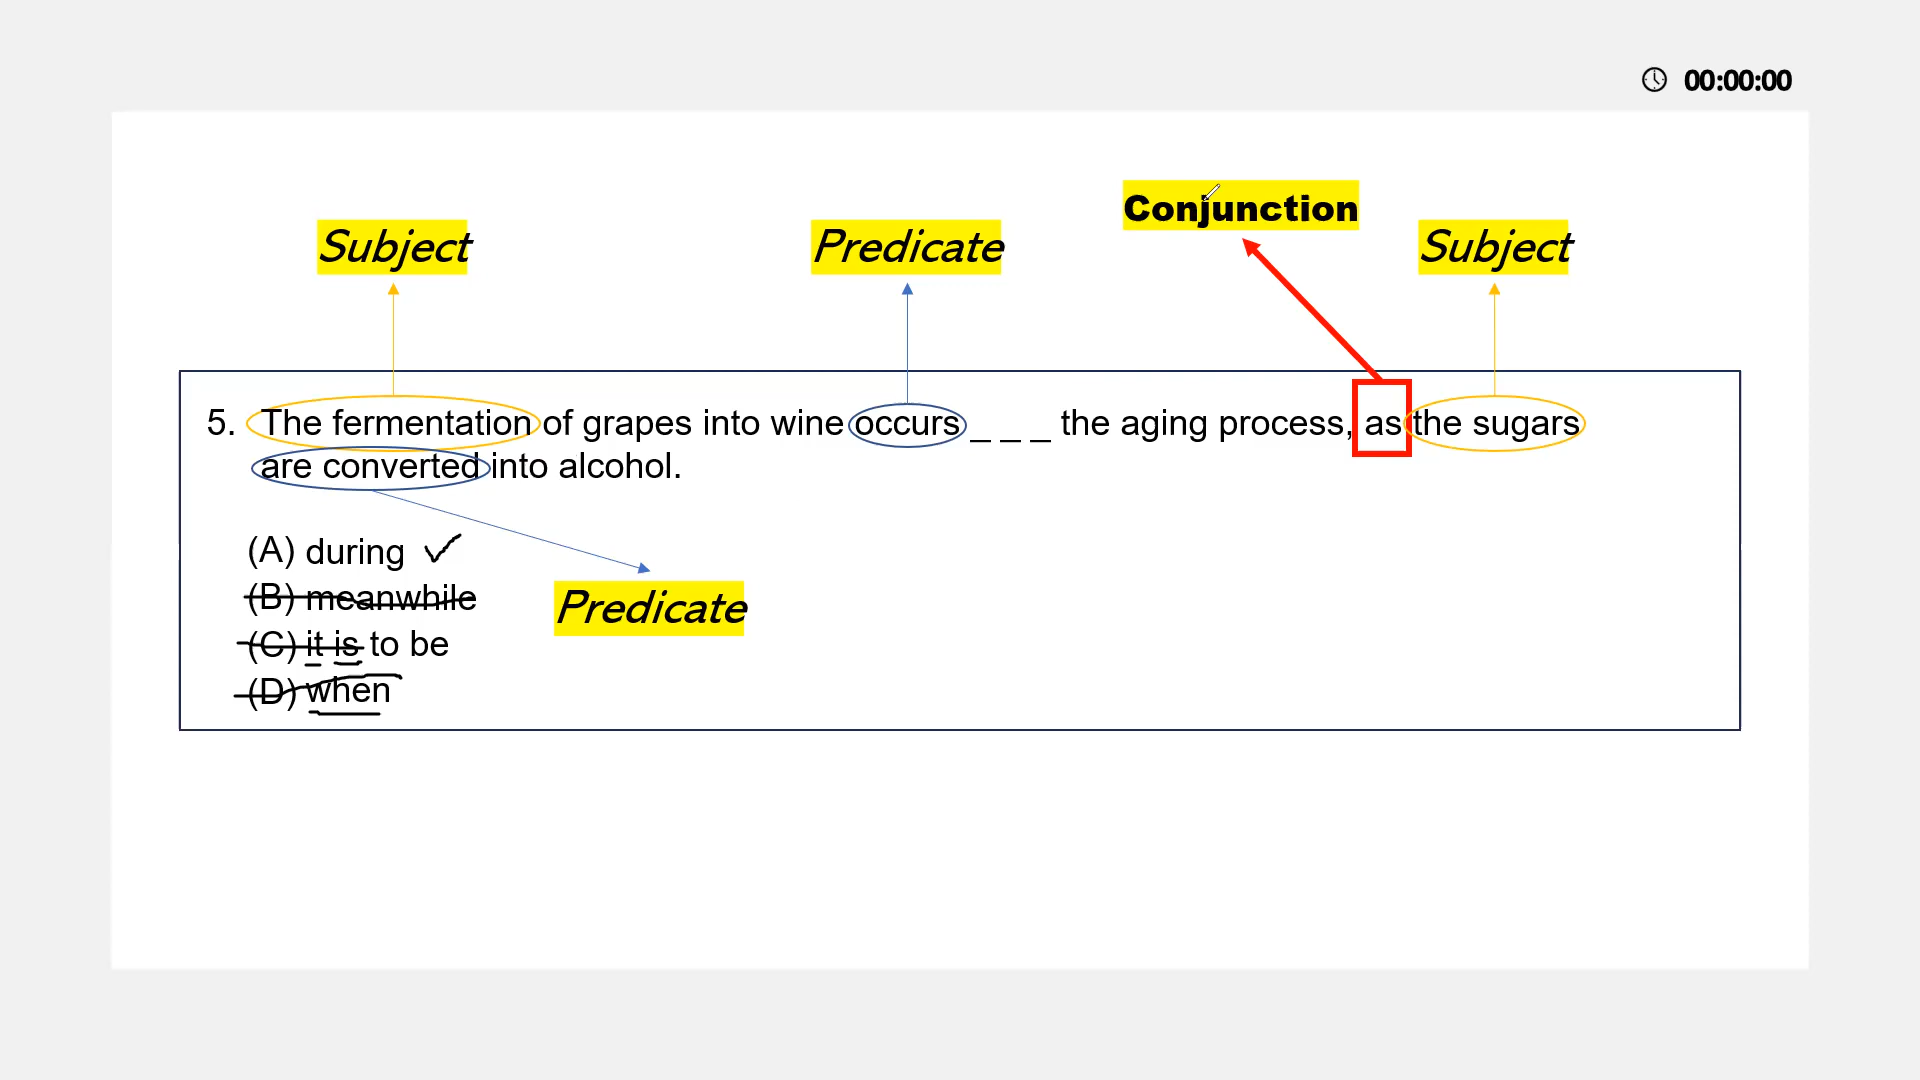 00:00:00
Conjunction
Subject
Predicate
Subject
5. The fermentation of grapes into wine occurs _ _ _ the aging process, as the sugars
are converted into alcohol.
(A) during
(B) meanwhile
(C) it is to be
(D) when
Predicate